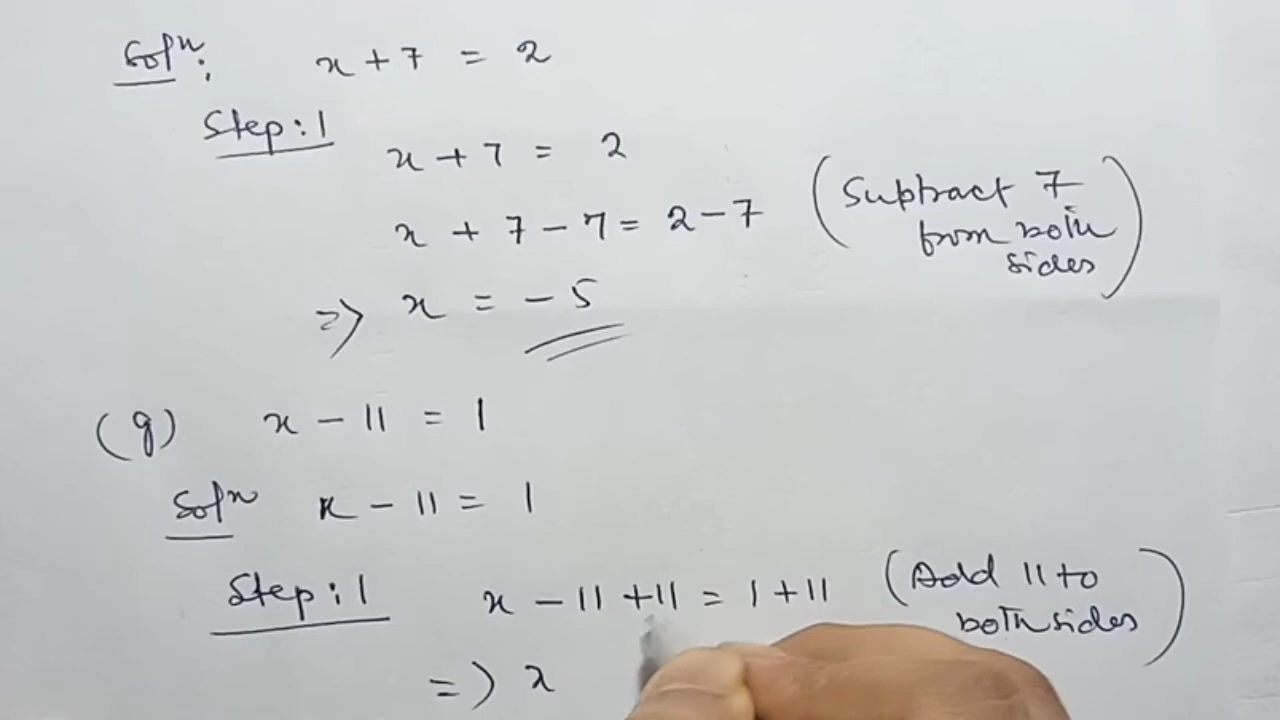 Solⁿ: x + 7 = 2
Step: 1
x + 7 = 2
x + 7 - 7 = 2 - 7 (Subtract 7 from both sides)
=> x = - 5
(g) x - 11 = 1
Solⁿ x - 11 = 1
Step: 1 x - 11 + 11 = 1 + 11 (Add 11 to both sides)
=> x